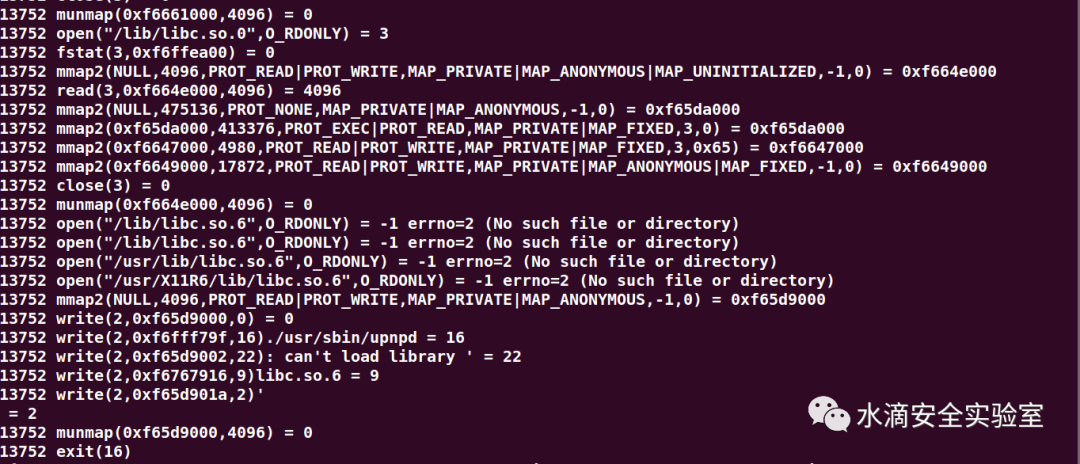 13752 munmap(0xf6661000,4096) = 0
13752 open("/lib/libc.so.0",O_RDONLY) = 3
13752 fstat(3,0xf6ffea00) = 0
13752 mmap2(NULL,4096,PROT_READ|PROT_WRITE,MAP_PRIVATE|MAP_ANONYMOUS|MAP_UNINITIALIZED,-1,0) = 0xf664e000
13752 read(3,0xf664e000,4096) = 4096
13752 mmap2(NULL,475136,PROT_NONE,MAP_PRIVATE|MAP_ANONYMOUS,-1,0) = 0xf65da000
13752 mmap2(0xf65da000,413376,PROT_EXEC|PROT_READ,MAP_PRIVATE|MAP_FIXED,3,0) = 0xf65da000
13752 mmap2(0xf6647000,4980,PROT_READ|PROT_WRITE,MAP_PRIVATE|MAP_FIXED,3,0x65) = 0xf6647000
13752 mmap2(0xf6649000,17872,PROT_READ|PROT_WRITE,MAP_PRIVATE|MAP_ANONYMOUS|MAP_FIXED,-1,0) = 0xf6649000
13752 close(3) = 0
13752 munmap(0xf664e000,4096) = 0
13752 open("/lib/libc.so.6",O_RDONLY) = -1 errno=2 (No such file or directory)
13752 open("/lib/libc.so.6",O_RDONLY) = -1 errno=2 (No such file or directory)
13752 open("/usr/lib/libc.so.6",O_RDONLY) = -1 errno=2 (No such file or directory)
13752 open("/usr/X11R6/lib/libc.so.6",O_RDONLY) = -1 errno=2 (No such file or directory)
13752 mmap2(NULL,4096,PROT_READ|PROT_WRITE,MAP_PRIVATE|MAP_ANONYMOUS,-1,0) = 0xf65d9000
13752 write(2,0xf65d9000,0) = 0
13752 write(2,0xf6fff79f,16)./usr/sbin/upnpd = 16
13752 write(2,0xf65d9002,22): can't load library ' = 22
13752 write(2,0xf6767916,9)libc.so.6 = 9
13752 write(2,0xf65d901a,2)'
= 2
13752 munmap(0xf65d9000,4096) = 0
13752 exit(16)
水滴安全实验室